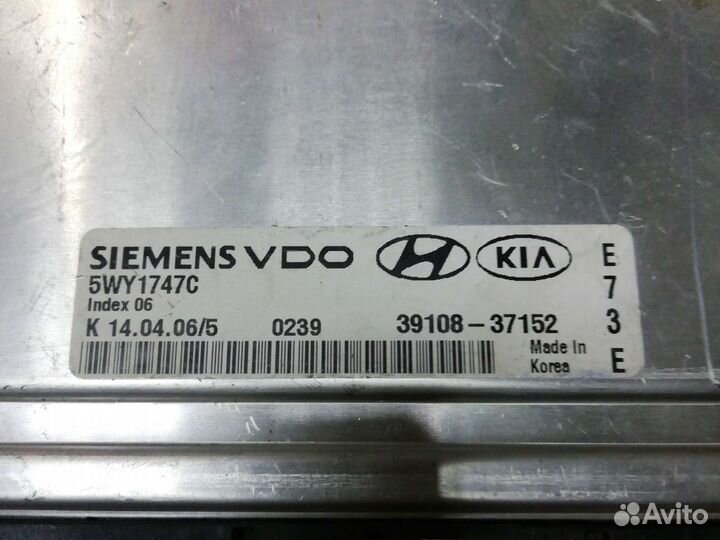 SIEMENS VDO KIA
5WY1747C
Index 06
K 14.04.06/5 0239 39108-37152
Made In
Korea
E
7
3
E
Avito